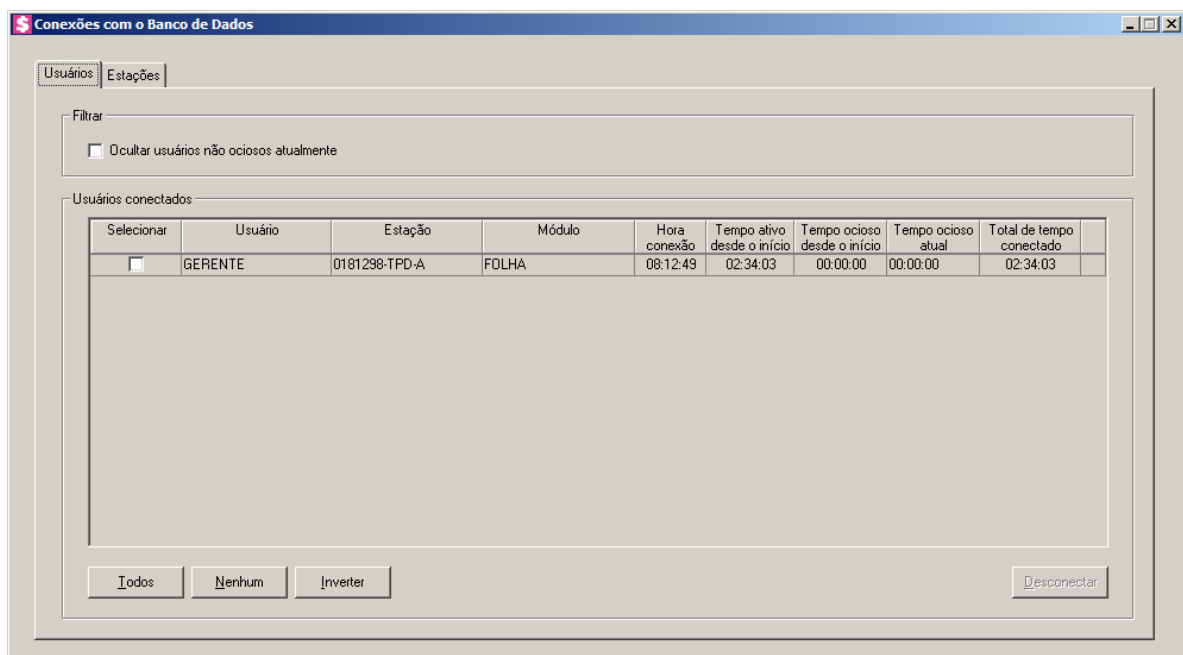 Conexões com o Banco de Dados
Usuários Estações
Filtrar
Ocultar usuários não ociosos atualmente
Usuários conectados
Selecionar Usuário Estação Módulo Hora conexão Tempo ativo desde o início Tempo ocioso desde o início Tempo ocioso atual Total de tempo conectado
GERENTE 0181298-TPD-A FOLHA 08:12:49 02:34:03 00:00:00 00:00:00 02:34:03
Todos Nenhum Inverter Desconectar